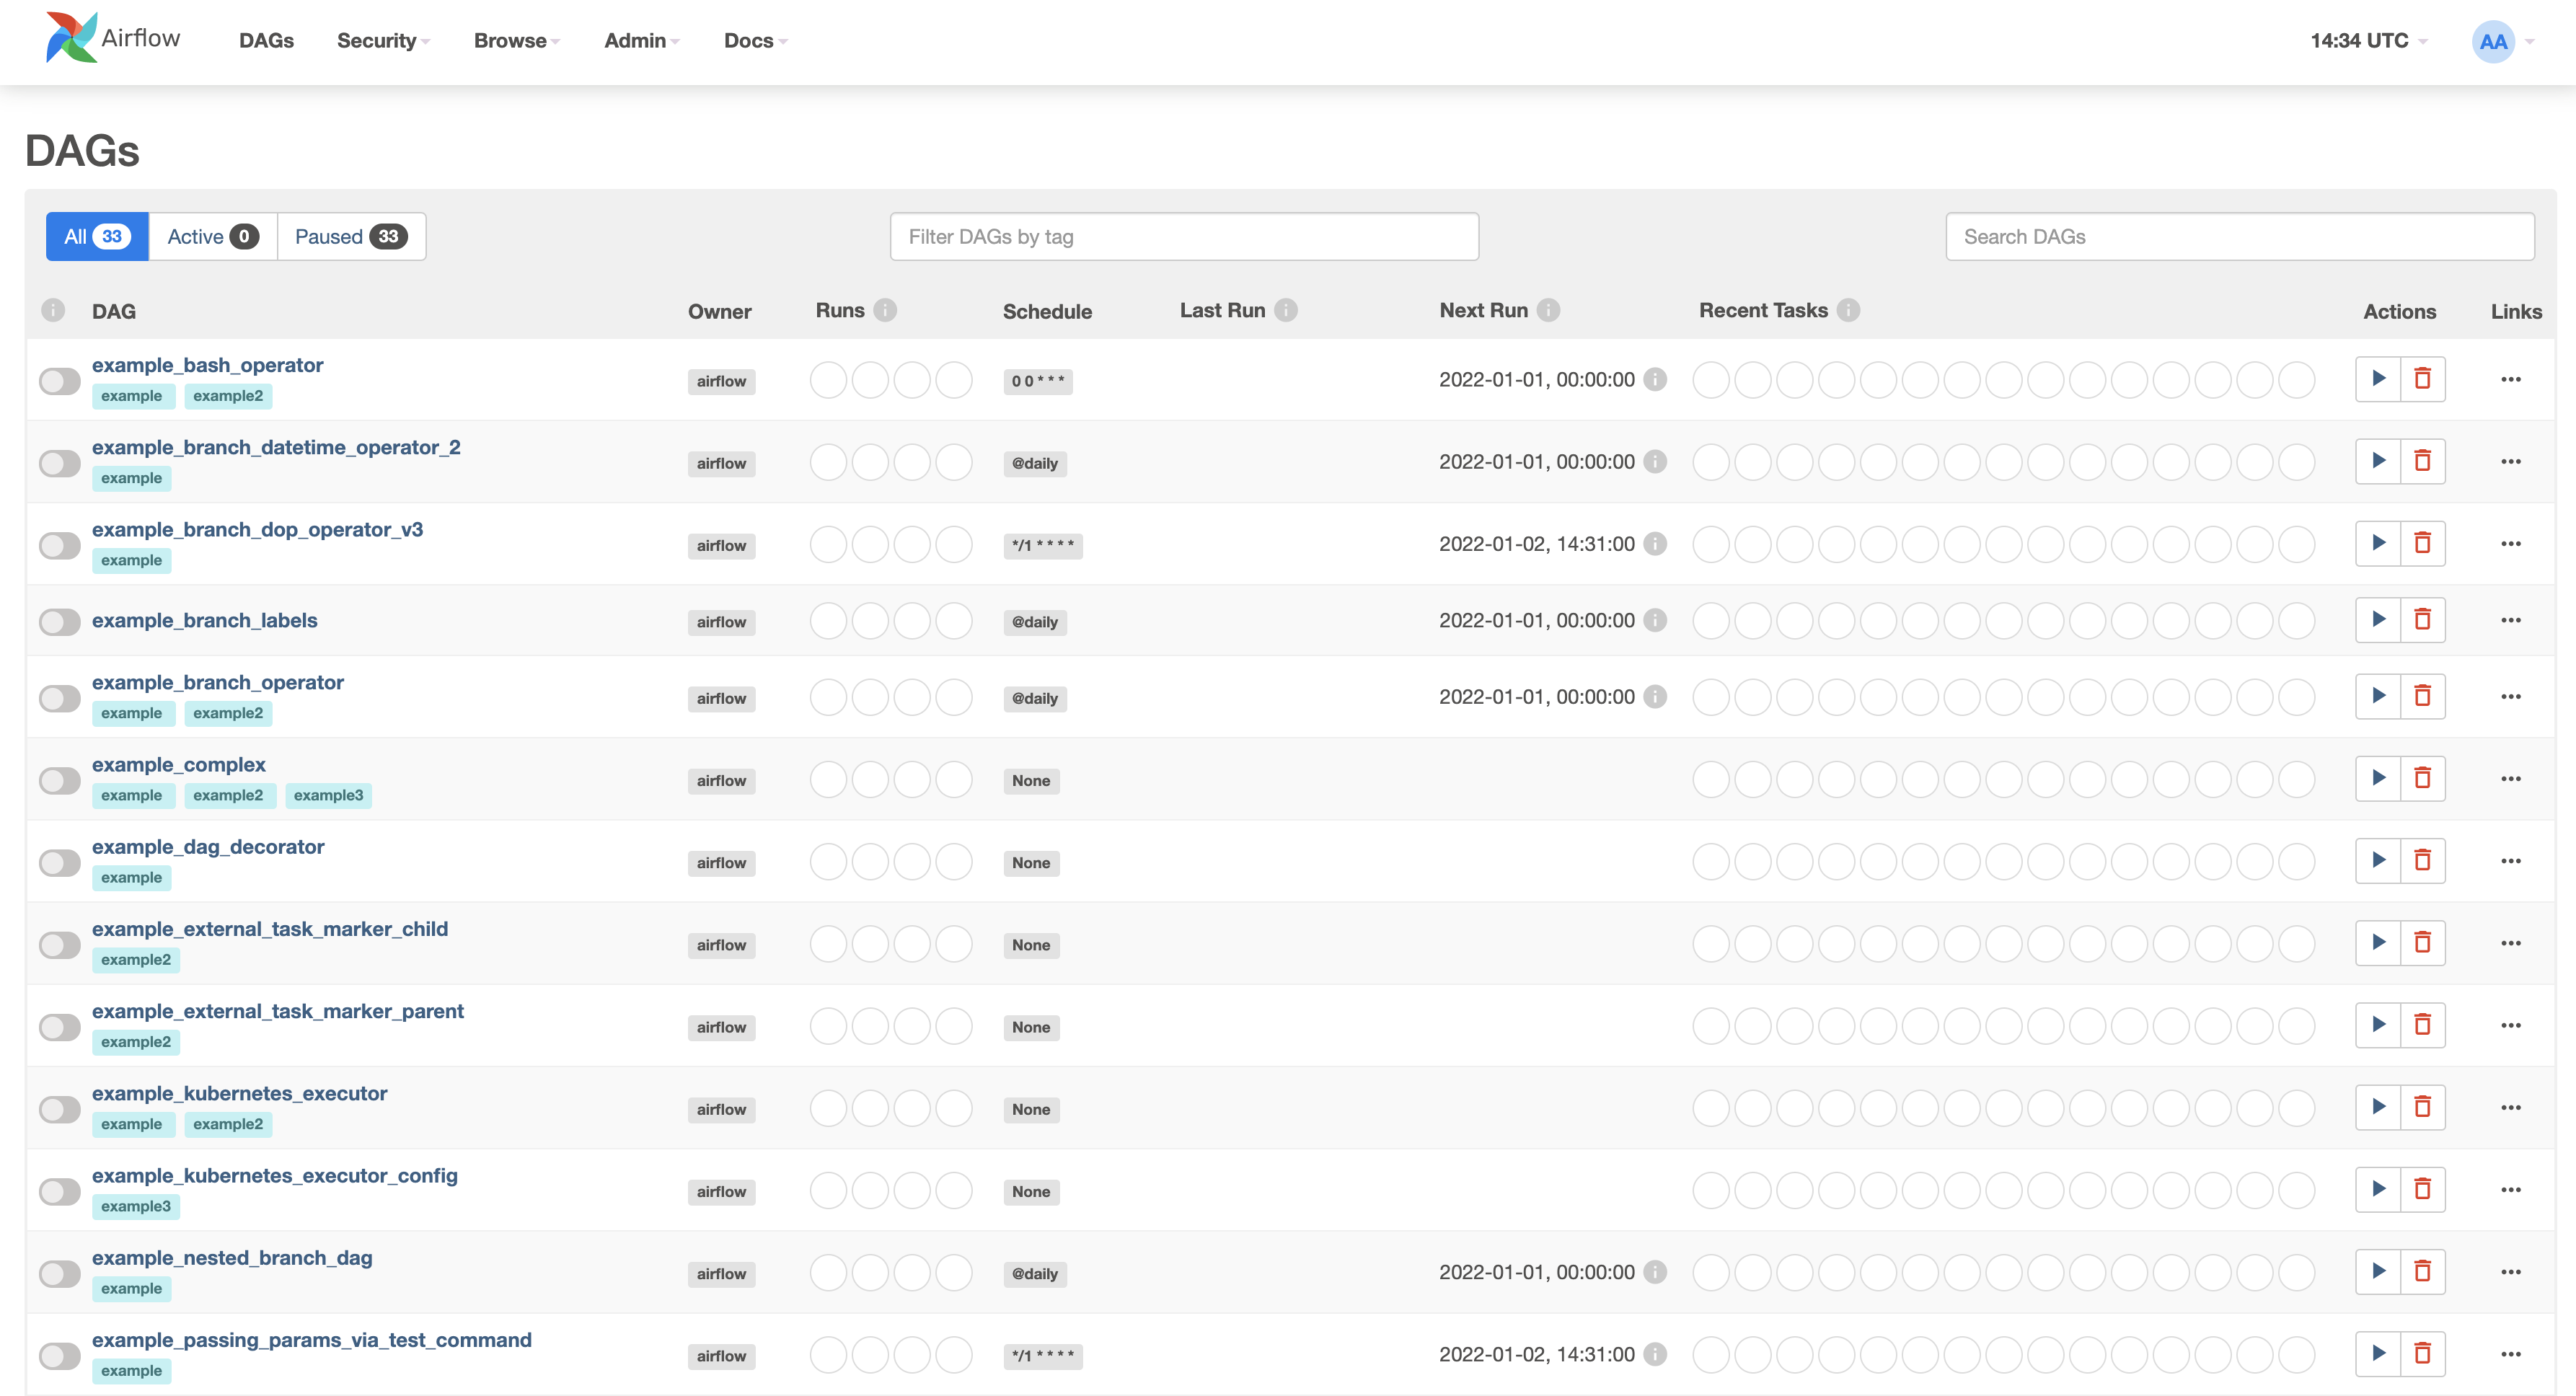 Airflow DAGs Security Browse Admin Docs 14:34 UTC AA
DAGs
All 33 Active 0 Paused 33 Filter DAGs by tag Search DAGs
DAG Owner Runs Schedule Last Run Next Run Recent Tasks Actions Links
example_bash_operator
example example2 airflow 0 0 * * * 2022-01-01, 00:00:00
example_branch_datetime_operator_2
example airflow @daily 2022-01-01, 00:00:00
example_branch_dop_operator_v3
example airflow */1 * * * * 2022-01-02, 14:31:00
example_branch_labels airflow @daily 2022-01-01, 00:00:00
example_branch_operator
example example2 airflow @daily 2022-01-01, 00:00:00
example_complex
example example2 example3 airflow None
example_dag_decorator
example airflow None
example_external_task_marker_child
example2 airflow None
example_external_task_marker_parent
example2 airflow None
example_kubernetes_executor
example example2 airflow None
example_kubernetes_executor_config
example3 airflow None
example_nested_branch_dag
example airflow @daily 2022-01-01, 00:00:00
example_passing_params_via_test_command
example airflow */1 * * * * 2022-01-02, 14:31:00